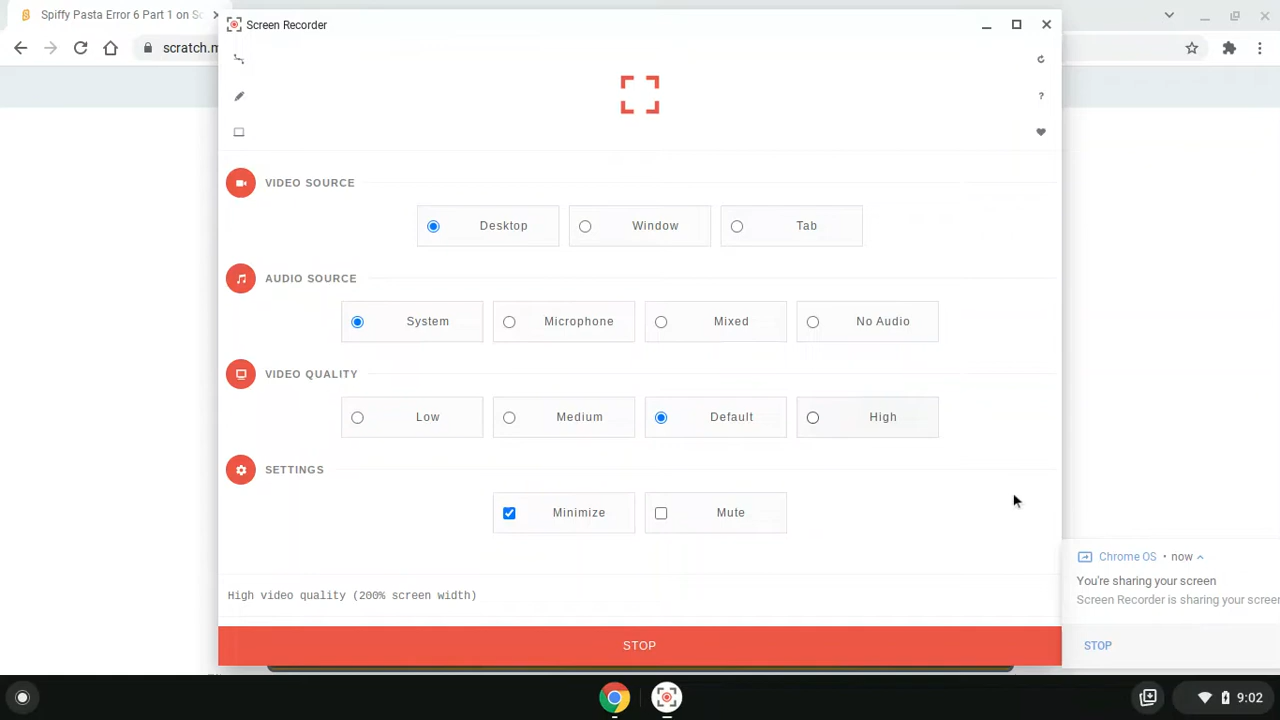 Spiffy Pasta Error 6 Part 1 on Sc
Screen Recorder
scratch.m
?
VIDEO SOURCE
Desktop Window Tab
AUDIO SOURCE
System Microphone Mixed No Audio
VIDEO QUALITY
Low Medium Default High
SETTINGS
Minimize Mute
High video quality (200% screen width)
STOP
Chrome OS • now
You're sharing your screen
Screen Recorder is sharing your screen
STOP
9:02